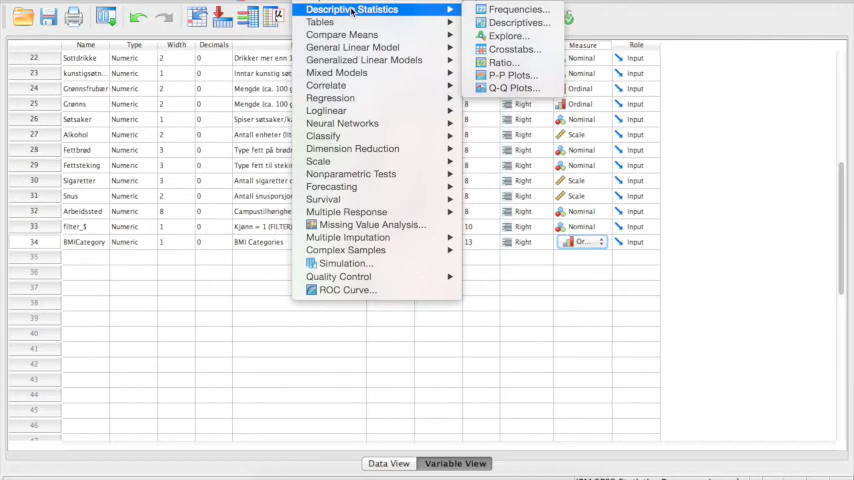 Descriptive Statistics
Tables
Compare Means
General Linear Model
Generalized Linear Models
Mixed Models
Correlate
Regression
Loglinear
Neural Networks
Classify
Dimension Reduction
Scale
Nonparametric Tests
Forecasting
Survival
Multiple Response
Missing Value Analysis...
Multiple Imputation
Complex Samples
Simulation...
Quality Control
ROC Curve...
Frequencies...
Descriptives...
Explore...
Crosstabs...
Ratio...
P-P Plots...
Q-Q Plots...
Name Type Width Decimals Measure Role
22 Sottdrikke Numeric 2 0 Drikker mer enn 1 Nominal Input
23 kunstigsøtn... Numeric 1 0 Inntar kunstig søt Nominal Input
24 Grønnsfrubær Numeric 2 0 Mengde (ca. 100 g Ordinal Input
25 Grønns Numeric 2 0 Mengde (ca. 100 g 8 Right Ordinal Input
26 Søtsaker Numeric 1 0 Spiser søtsaker/ka 8 Right Nominal Input
27 Alkohol Numeric 2 0 Antall enheter (lit 8 Right Scale Input
28 Fettbrød Numeric 3 0 Type fett på brødn 8 Right Nominal Input
29 Fettsteking Numeric 3 0 Type fett til stekin 8 Right Nominal Input
30 Sigaretter Numeric 3 0 Antall sigaretter 8 Right Scale Input
31 Snus Numeric 2 0 Antall snusporsjon 8 Right Scale Input
32 Arbeidssted Numeric 8 0 Campustilhørighe 8 Right Nominal Input
33 filter_$ Numeric 1 0 Kjønn = 1 (FILTER) 10 Right Nominal Input
34 BMICategory Numeric 1 0 BMI Categories 13 Right Or... Input
35
36
37
38
39
40
41
42
43
44
45
46
Data View Variable View